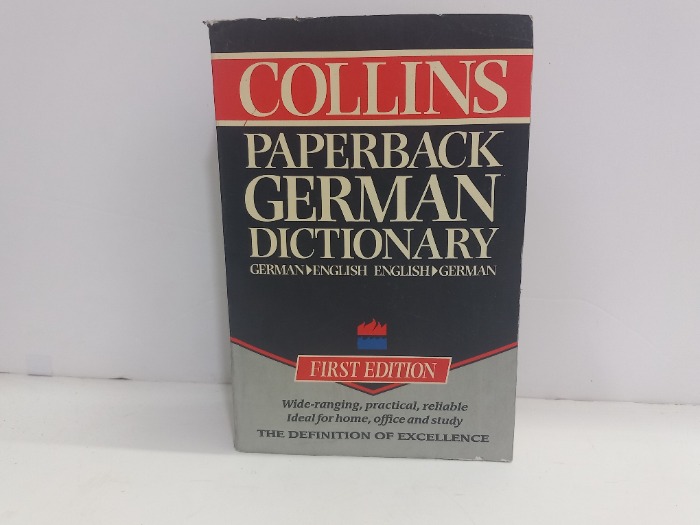 COLLINS
PAPERBACK
GERMAN
DICTIONARY
GERMAN▶ENGLISH ENGLISH▶GERMAN
FIRST EDITION
Wide-ranging, practical, reliable
Ideal for home, office and study
THE DEFINITION OF EXCELLENCE